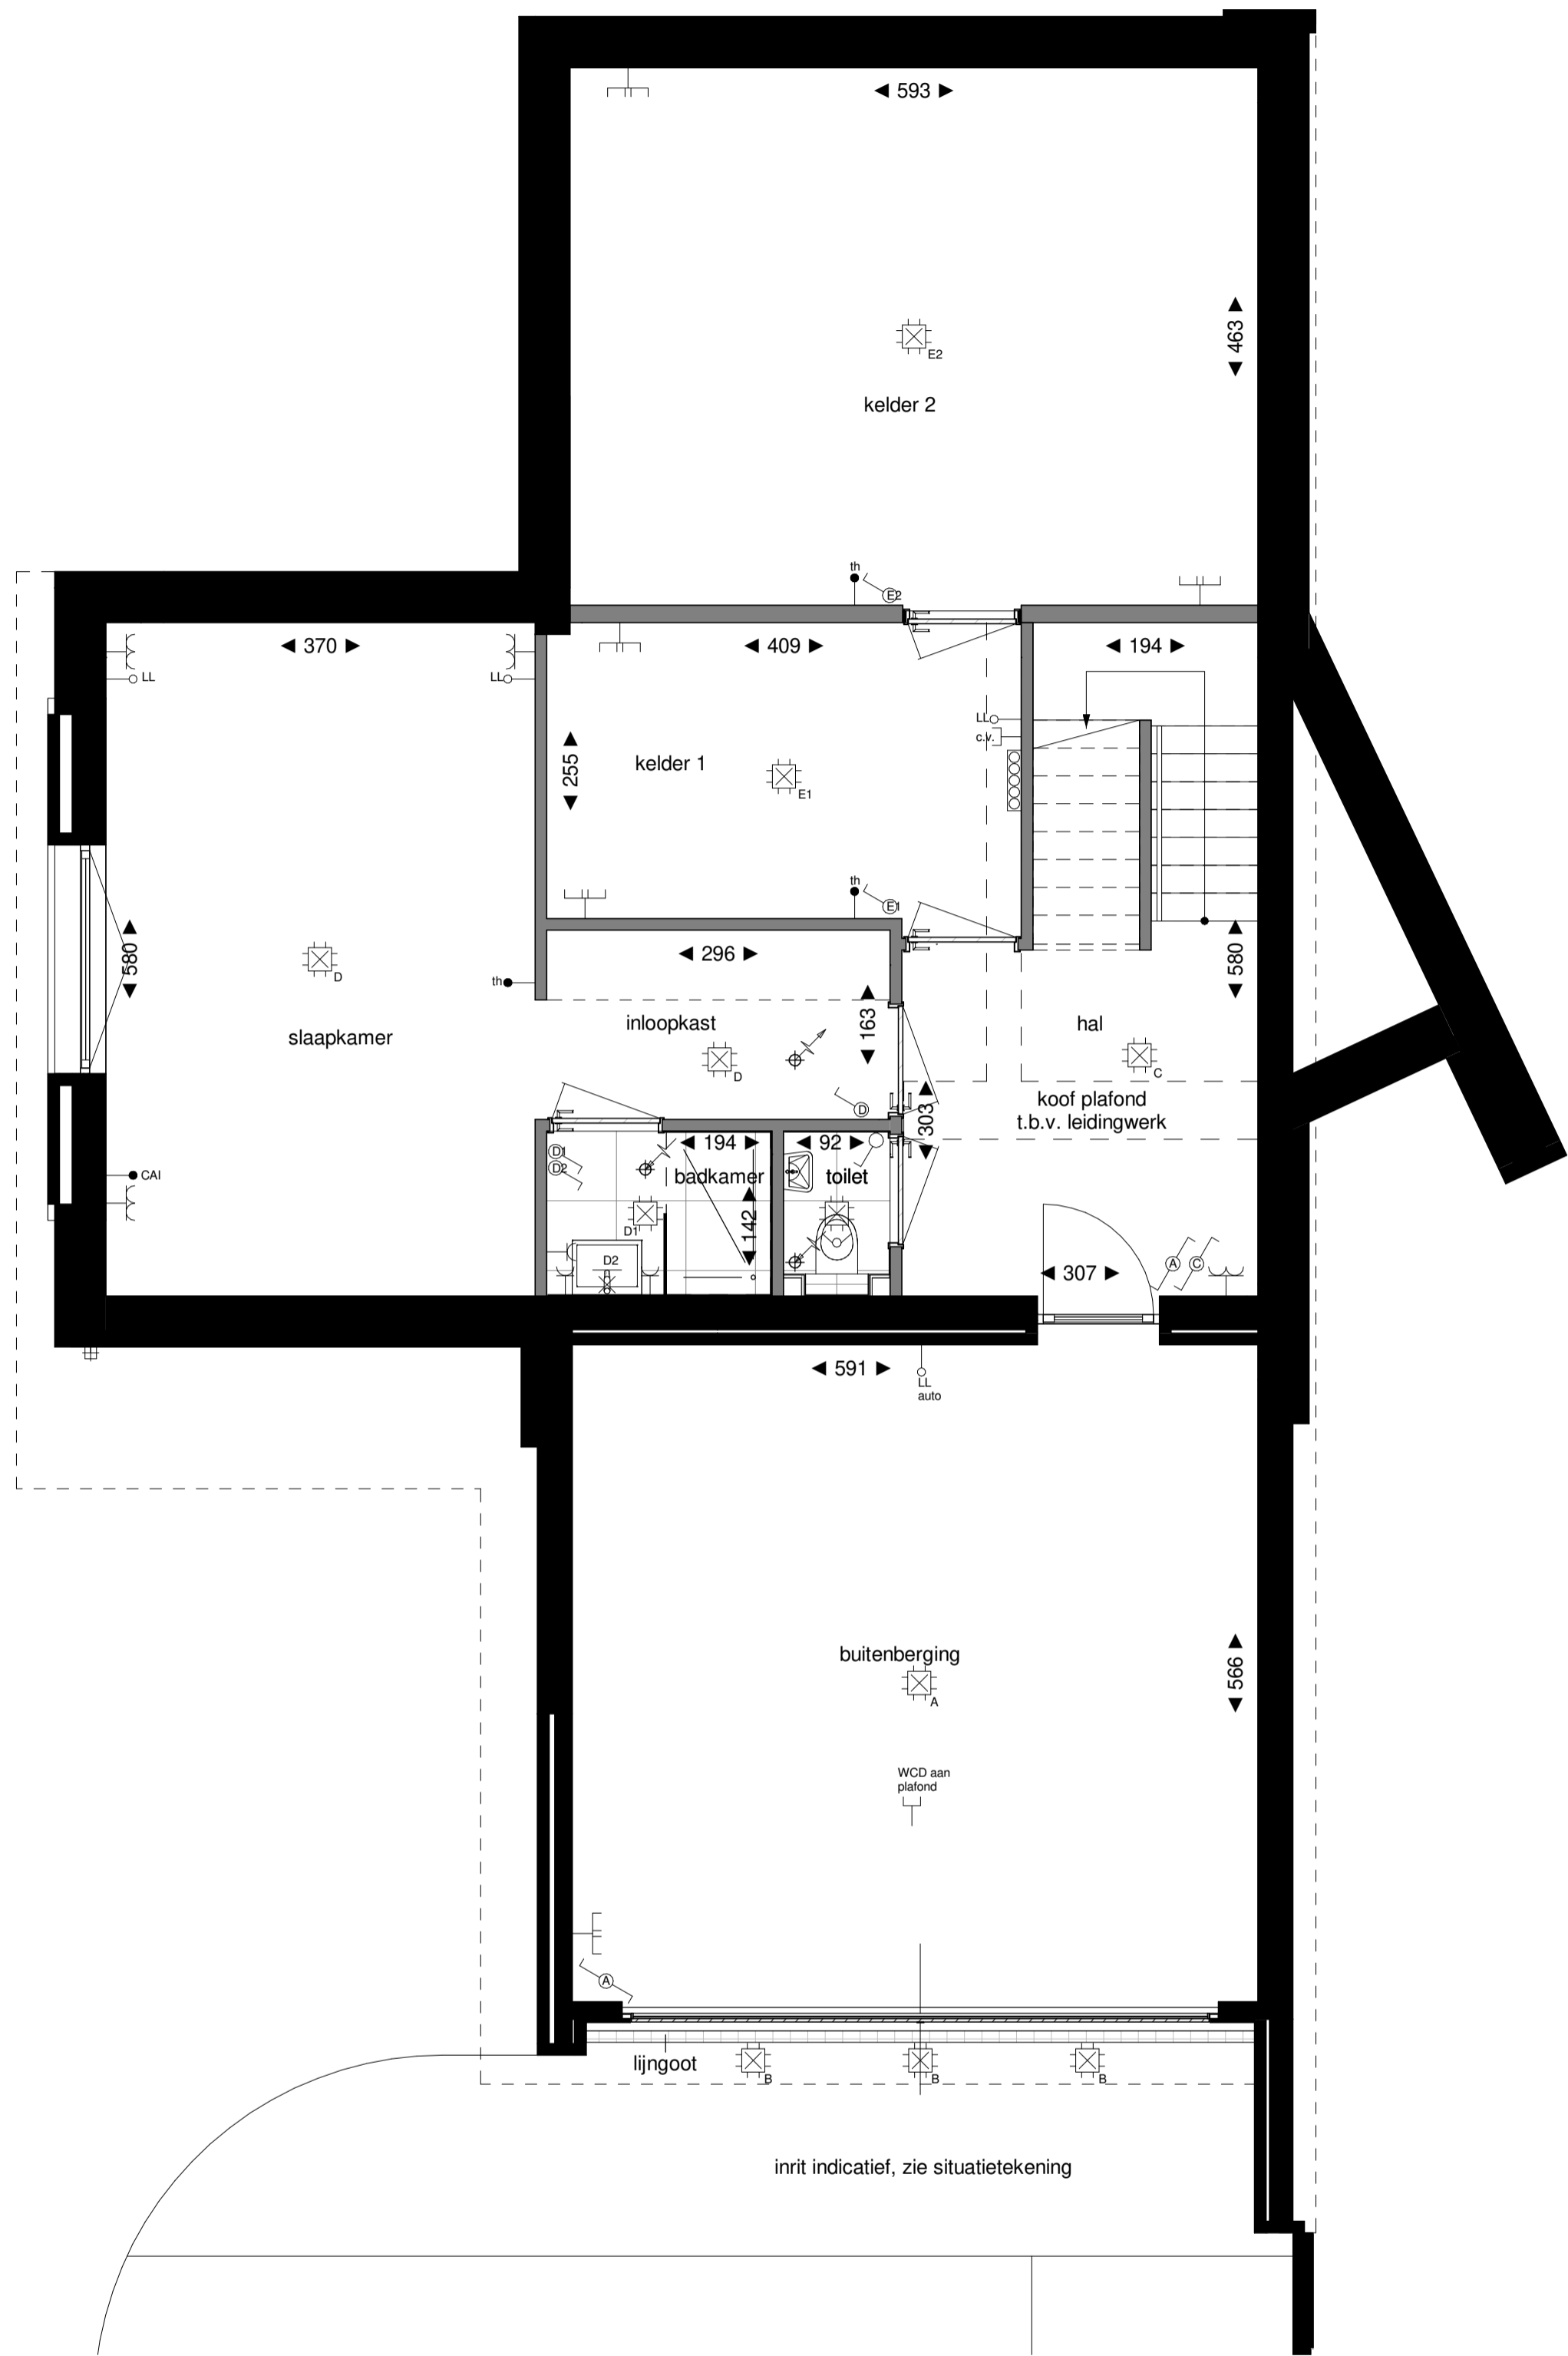 593
463
E2
kelder 2
th
E2
370
409
194
LL
LL
LL
c.v.
255
kelder 1
E1
th
E1
580
D
296
580
th
slaapkamer
inloopkast
163
hal
D
C
D
koof plafond
t.b.v. leidingwerk
303
D1
D2
194
92
badkamer
toilet
CAI
142
D1
D2
307
A
C
591
LL
auto
buitenberging
566
A
WCD aan
plafond
A
lijngoot
B
B
B
inrit indicatief, zie situatietekening